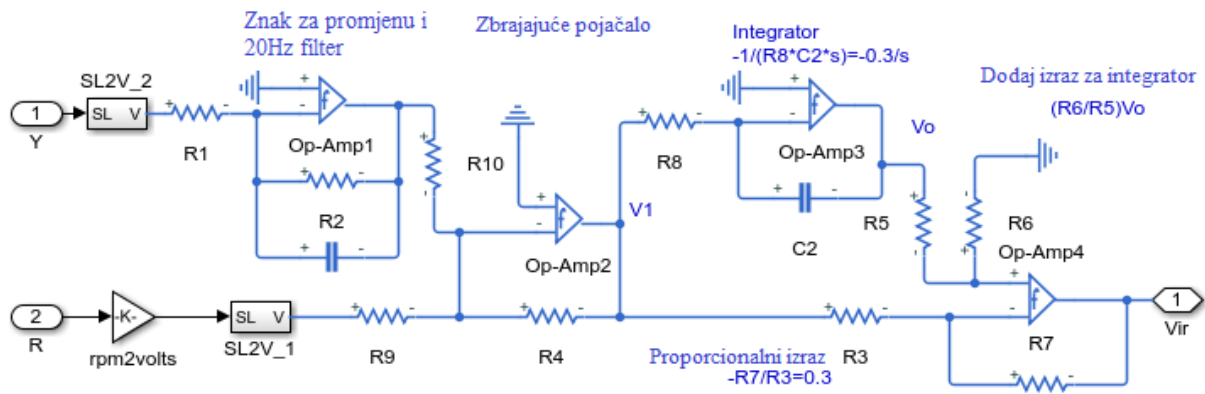 Znak za promjenu i
20Hz filter
Zbrajajuće pojačalo
Integrator
-1/(R8*C2*s)=-0.3/s
Dodaj izraz za integrator
(R6/R5)Vo
SL2V_2
1
SL V
Y
R1
+
-
+
-
Op-Amp1
+
-
R2
+
-
+
-
R10
+
-
Op-Amp2
V1
+
-
R8
+
-
Op-Amp3
+
-
C2
Vo
+
-
R5
-
+
R6
Op-Amp4
+
-
2
R
-K-
rpm2volts
SL V
SL2V_1
+
-
R9
+
-
R4
Proporcionalni izraz
-R7/R3=0.3
+
-
R3
R7
+
-
1
Vir